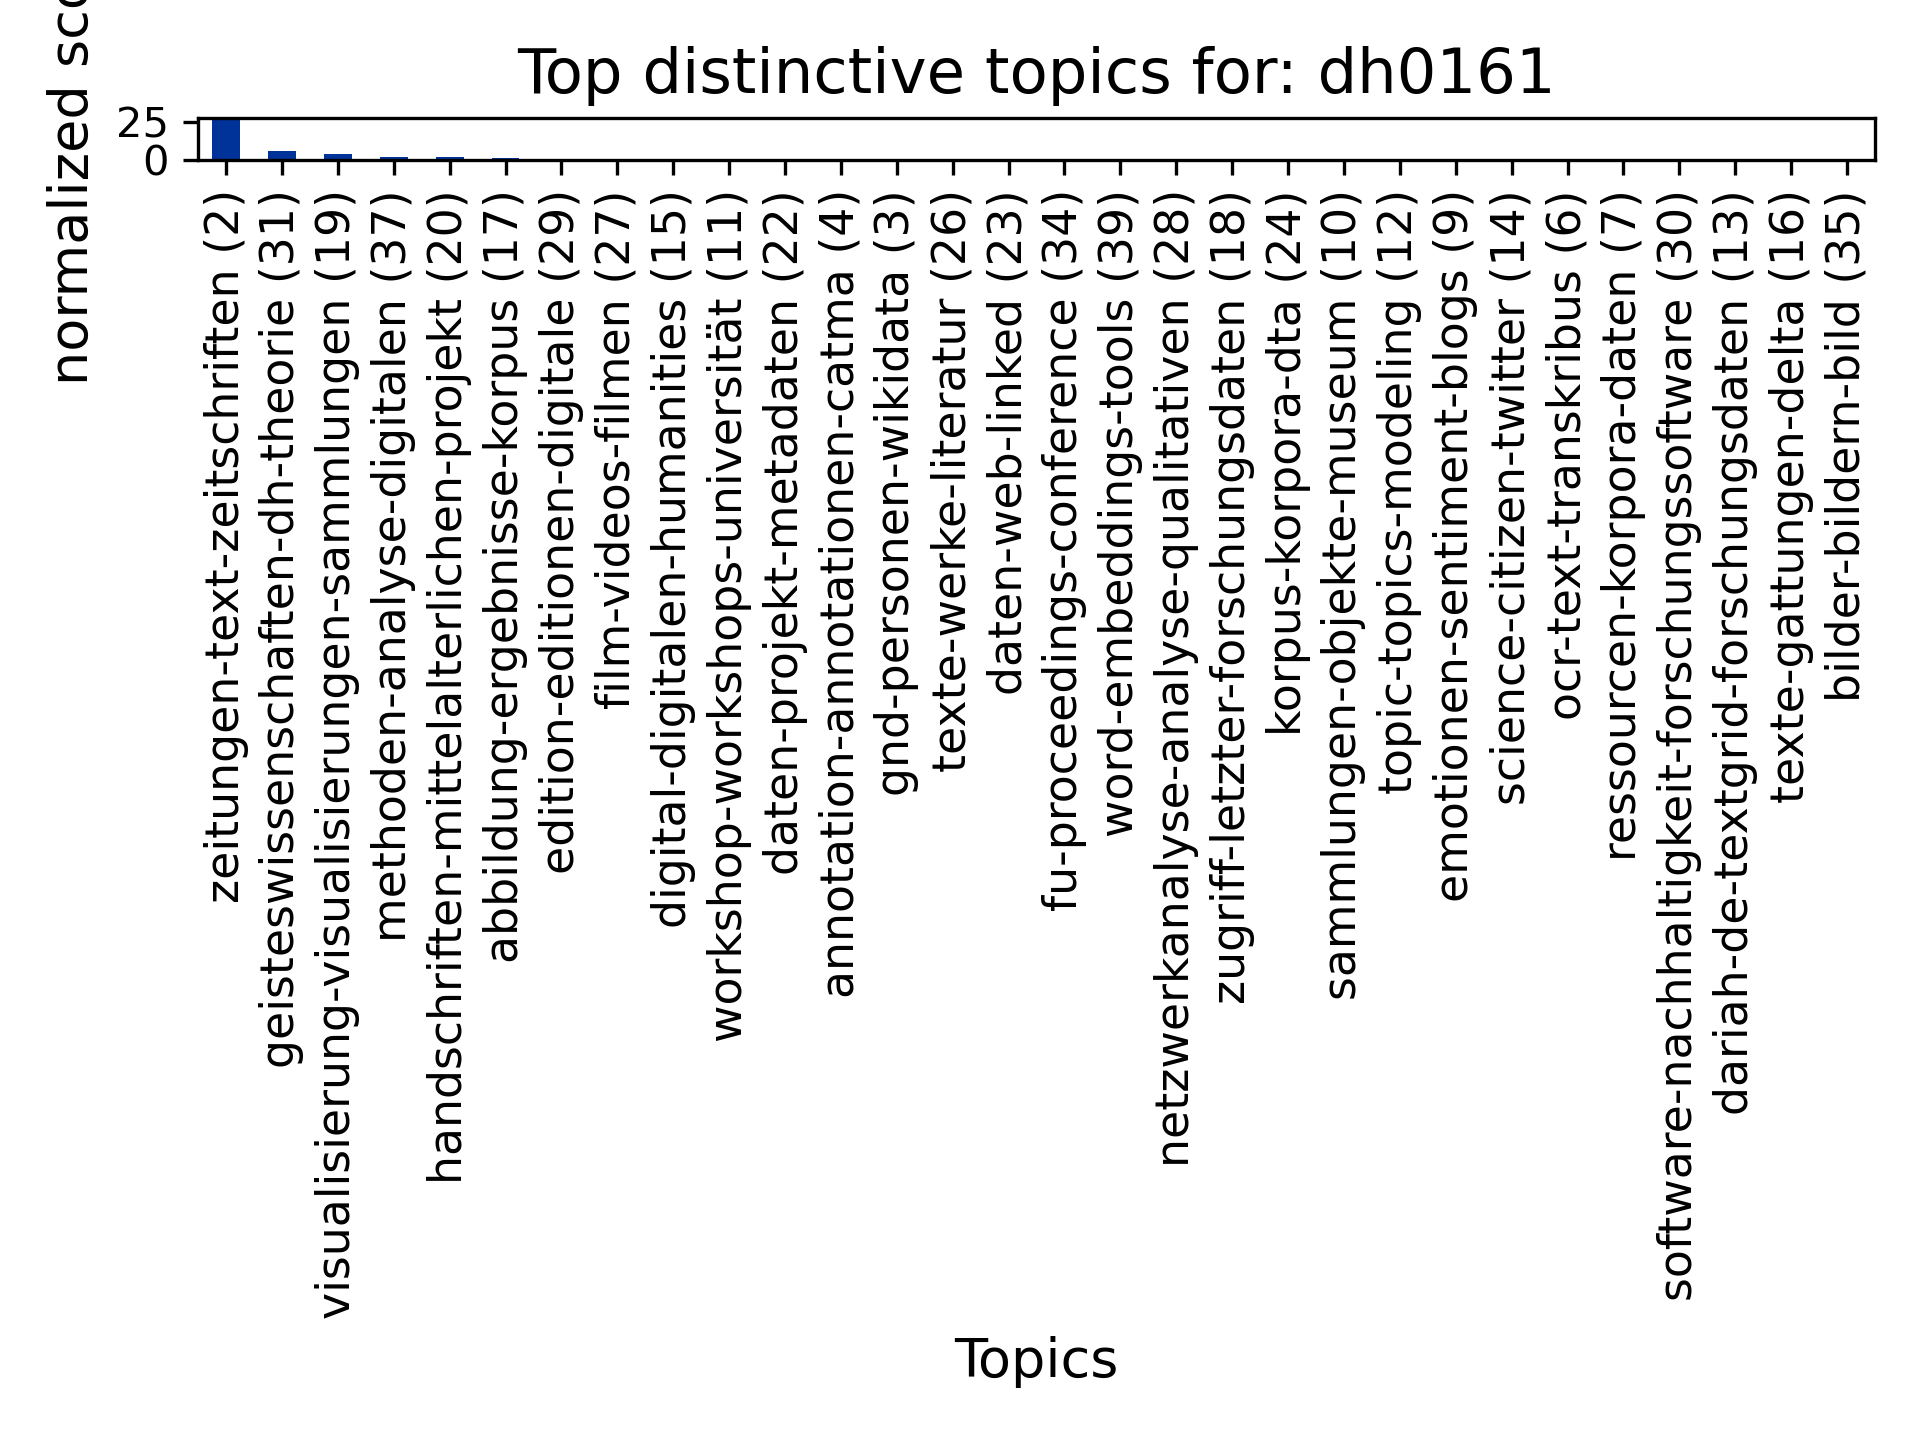 Top distinctive topics for: dh0161
normalized
25
0
zeitungen-text-zeitschriften (2)
geisteswissenschaften-dh-theorie (31)
visualisierung-visualisierungen-sammlungen (19)
methoden-analyse-digitalen (37)
handschriften-mittelalterlichen-projekt (20)
abbildung-ergebnisse-korpus (17)
edition-editionen-digitale (29)
film-videos-filmen (27)
digital-digitalen-humanities (15)
workshop-workshops-universität (11)
daten-projekt-metadaten (22)
annotation-annotationen-catma (4)
gnd-personen-wikidata (3)
texte-werke-literatur (26)
daten-web-linked (23)
fu-proceedings-conference (34)
word-embeddings-tools (39)
netzwerkanalyse-analyse-qualitativen (28)
zugriff-letzter-forschungsdaten (18)
korpus-korpora-dta (24)
sammlungen-objekte-museum (10)
topic-topics-modeling (12)
emotionen-sentiment-blogs (9)
science-citizen-twitter (14)
ocr-text-transkribus (6)
ressourcen-korpora-daten (7)
software-nachhaltigkeit-forschungssoftware (30)
dariah-de-textgrid-forschungsdaten (13)
texte-gattungen-delta (16)
bilder-bildern-bild (35)
Topics